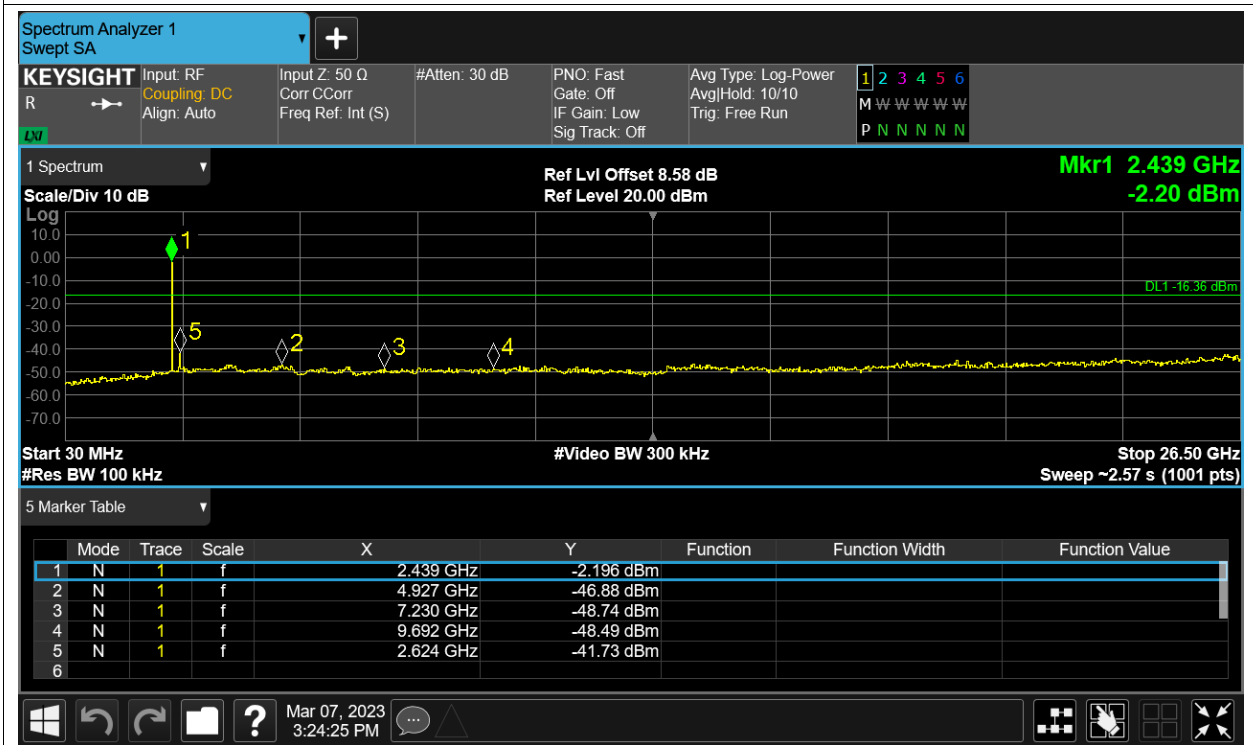 Spectrum Analyzer 1
Swept SA
+
KEYSIGHT Input: RF Input Z: 50 Ω #Atten: 30 dB PNO: Fast Avg Type: Log-Power 1 2 3 4 5 6
R Coupling: DC Corr CCorr Gate: Off Avg|Hold: 10/10 M W W W W W
Align: Auto Freq Ref: Int (S) IF Gain: Low Trig: Free Run
LXI Sig Track: Off P N N N N N
1 Spectrum Ref Lvl Offset 8.58 dB Mkr1 2.439 GHz
Scale/Div 10 dB Ref Level 20.00 dBm -2.20 dBm
Log
10.0 1
0.00
-10.0
DL1 -16.36 dBm
-20.0
-30.0 5
-40.0 2 3 4
-50.0
-60.0
-70.0
Start 30 MHz #Video BW 300 kHz Stop 26.50 GHz
#Res BW 100 kHz Sweep ~2.57 s (1001 pts)
5 Marker Table
Mode Trace Scale X Y Function Function Width Function Value
1 N 1 f 2.439 GHz -2.196 dBm
2 N 1 f 4.927 GHz -46.88 dBm
3 N 1 f 7.230 GHz -48.74 dBm
4 N 1 f 9.692 GHz -48.49 dBm
5 N 1 f 2.624 GHz -41.73 dBm
6
? Mar 07, 2023
3:24:25 PM